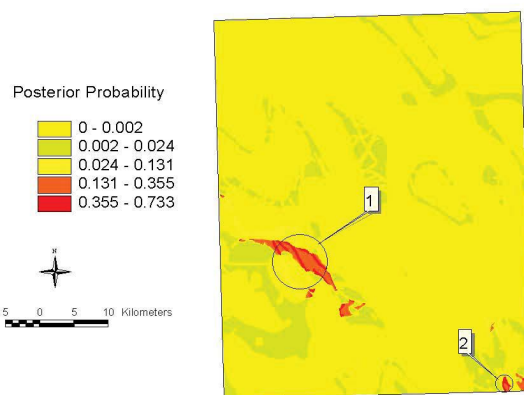 Posterior Probability
0 - 0.002
0.002 - 0.024
0.024 - 0.131
0.131 - 0.355
0.355 - 0.733
N
5 0 5 10 Kilometers
1
2